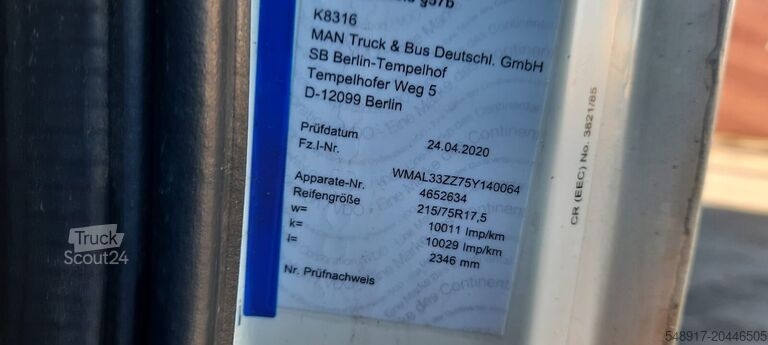 K8316
MAN Truck & Bus Deutschl. GmbH
SB Berlin-Tempelhof
Tempelhofer Weg 5
D-12099 Berlin
Prüfdatum 24.04.2020
Fz.I-Nr. WMAL33ZZ75Y140064
Apparate-Nr. 4652634
Reifengröße 215/75R17,5
w= 10011 Imp/km
k= 10029 Imp/km
l= 2346 mm
Nr. Prüfnachweis
CR (EEC) No. 3821/85
Truck
Scout24
548917-20446505